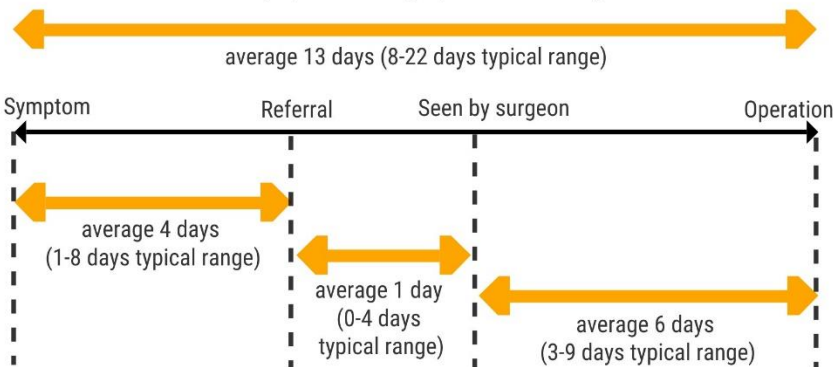 average 13 days (8-22 days typical range)
Symptom
Referral
Seen by surgeon
Operation
average 4 days
(1-8 days typical range)
average 1 day
(0-4 days
typical range)
average 6 days
(3-9 days typical range)